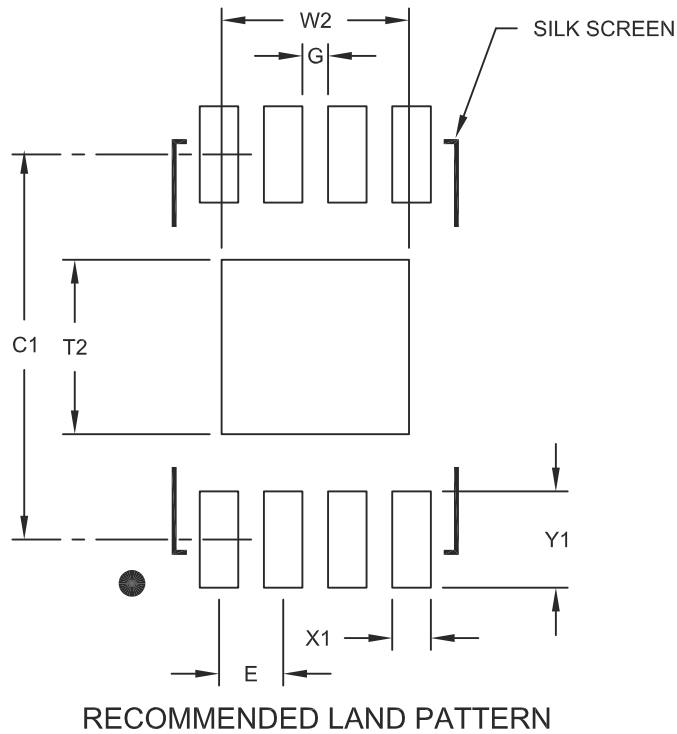 W2
SILK SCREEN
G
C1
T2
Y1
X1
E
RECOMMENDED LAND PATTERN